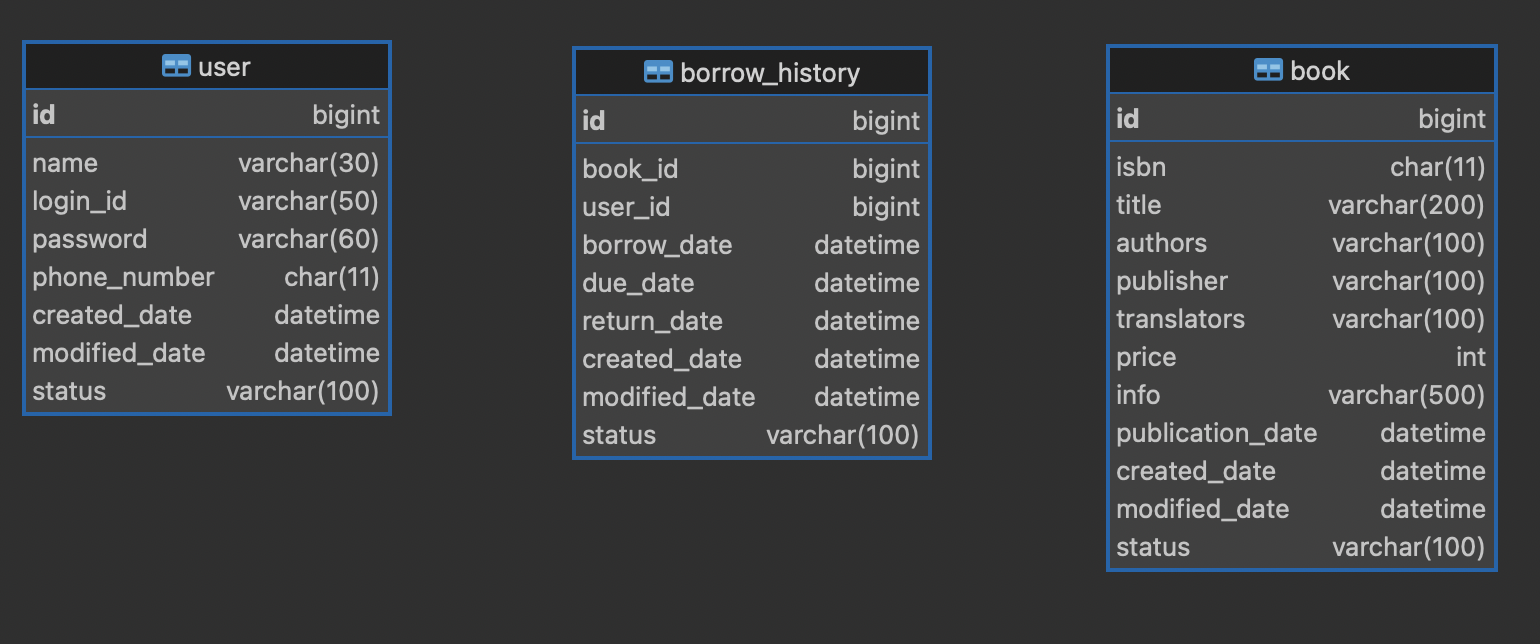 user
id bigint
name varchar(30)
login_id varchar(50)
password varchar(60)
phone_number char(11)
created_date datetime
modified_date datetime
status varchar(100)
borrow_history
id bigint
book_id bigint
user_id bigint
borrow_date datetime
due_date datetime
return_date datetime
created_date datetime
modified_date datetime
status varchar(100)
book
id bigint
isbn char(11)
title varchar(200)
authors varchar(100)
publisher varchar(100)
translators varchar(100)
price int
info varchar(500)
publication_date datetime
created_date datetime
modified_date datetime
status varchar(100)